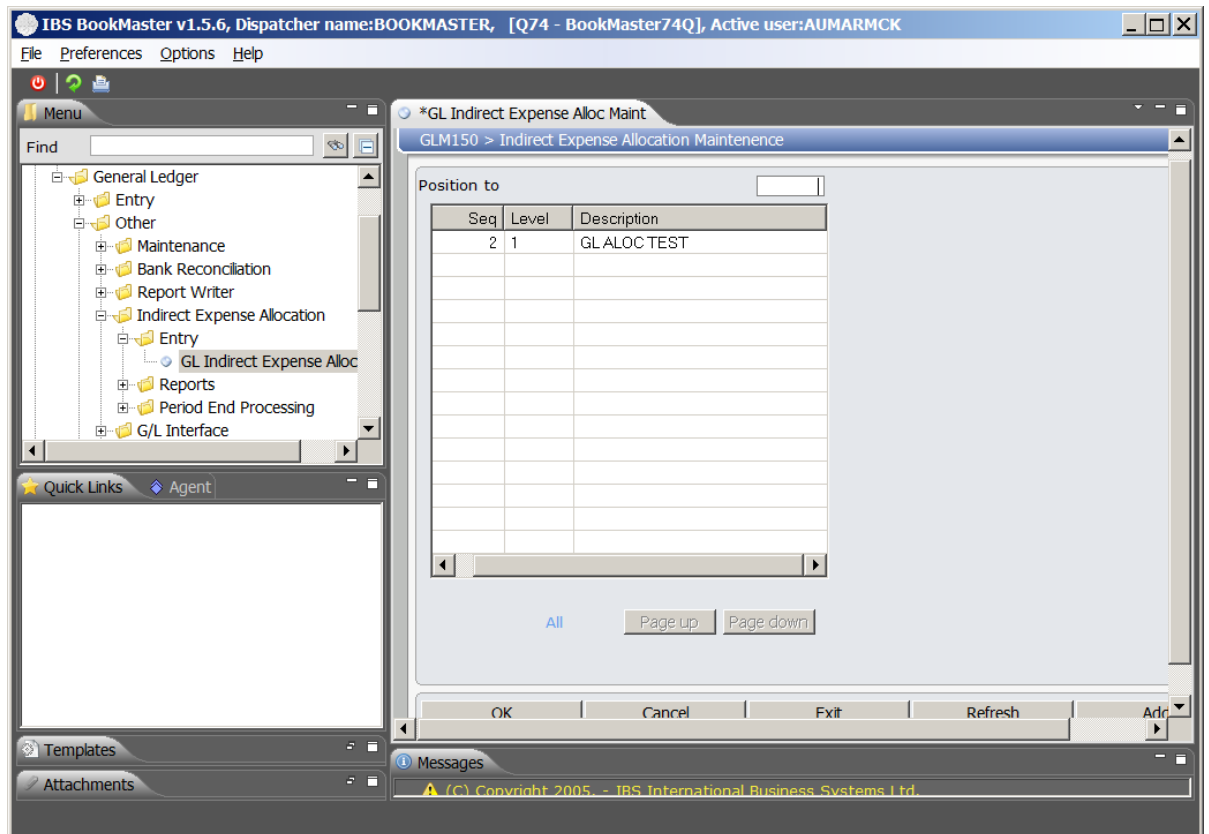 IBS BookMaster v1.5.6, Dispatcher name:BOOKMASTER, [Q74 - BookMaster74Q], Active user:AUMARMCK
File Preferences Options Help
Menu
Find
General Ledger
Entry
Other
Maintenance
Bank Reconciliation
Report Writer
Indirect Expense Allocation
Entry
GL Indirect Expense Alloc
Reports
Period End Processing
G/L Interface
Quick Links Agent
Templates
Attachments
*GL Indirect Expense Alloc Maint
GLM150 > Indirect Expense Allocation Maintenence
Position to
Seq Level Description
2 1 GL ALOC TEST
All Page up Page down
OK Cancel Exit Refresh Add
Messages
(C) Copyright 2005. - IBS International Business Systems Ltd.